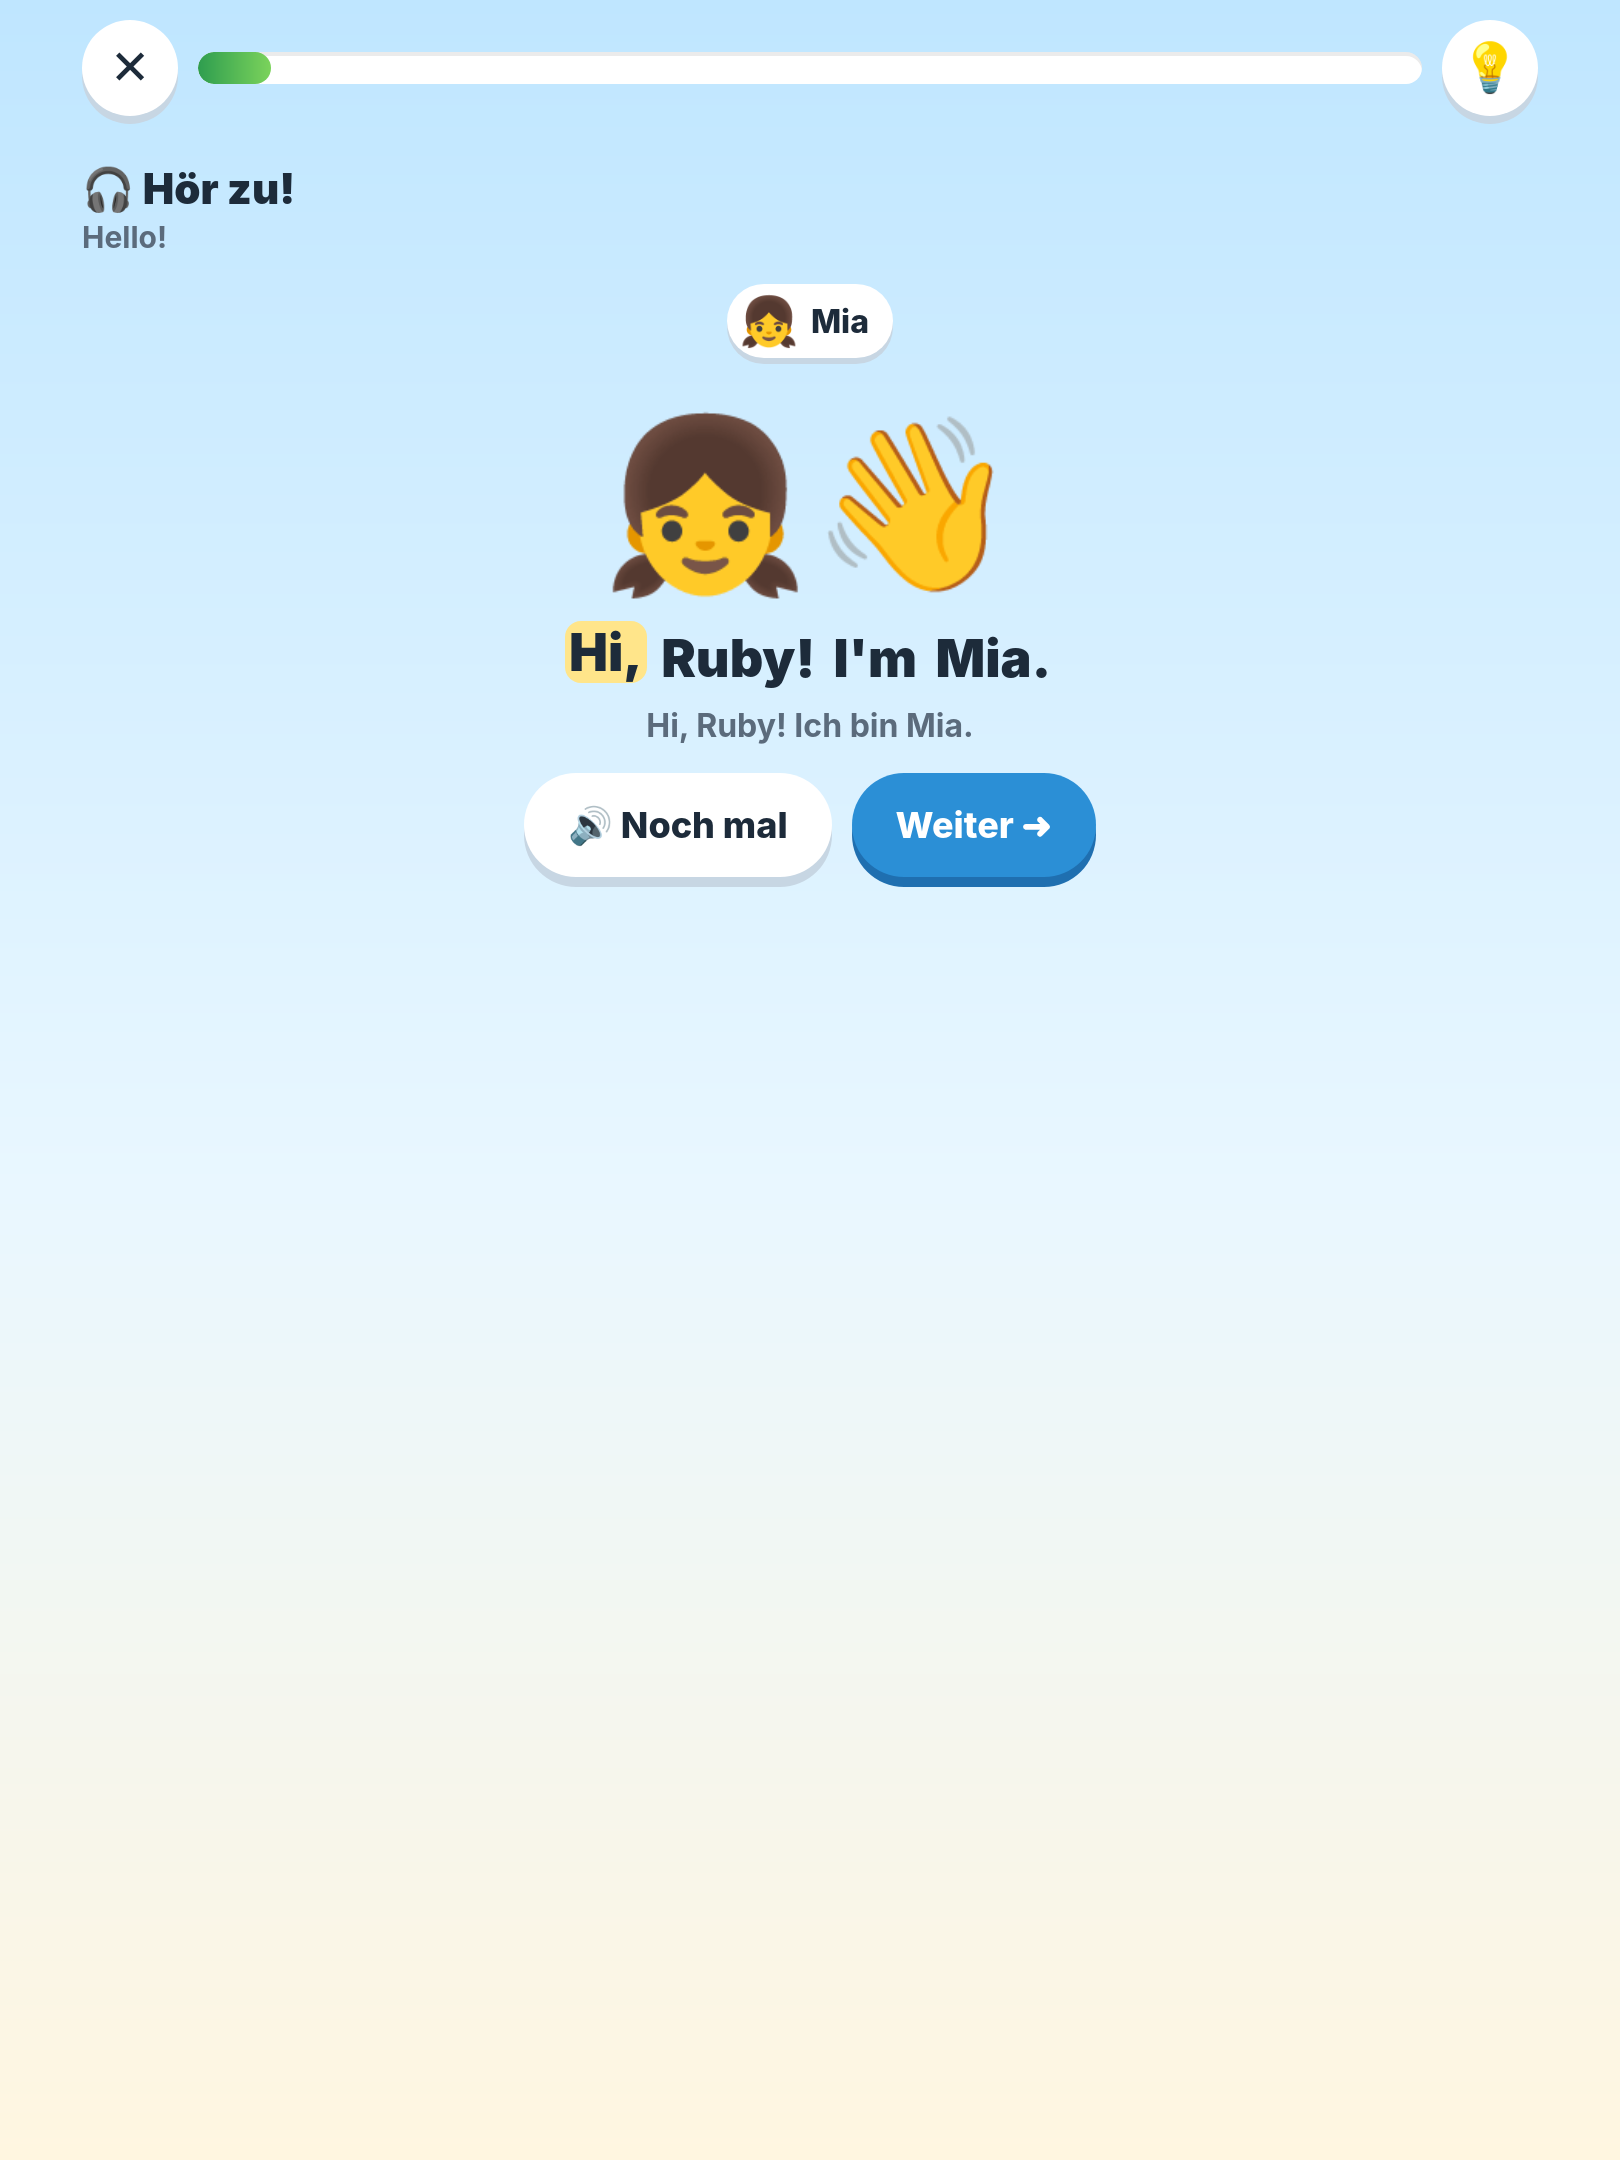 Hör zu!
Hello!
Mia
Hi, Ruby! I'm Mia.
Hi, Ruby! Ich bin Mia.
Noch mal
Weiter ➜